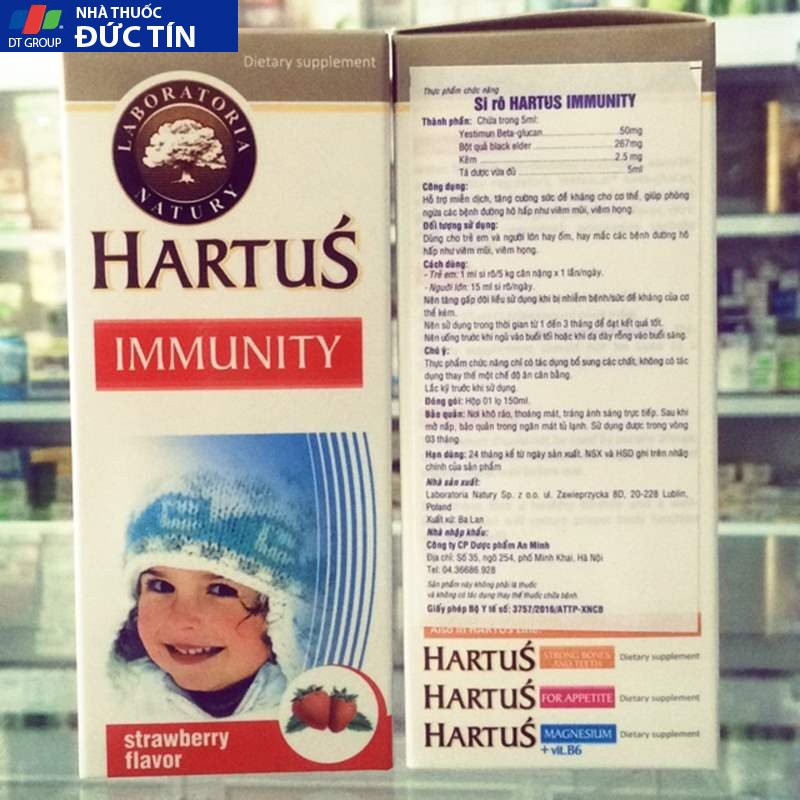 NHÀ THUỐC
ĐỨC TÍN
DT GROUP
Dietary supplement
LABORATORIA
NATURY
HARTUŚ
IMMUNITY
strawberry
flavor
Thực phẩm chức năng
Si rô HARTUS IMMUNITY
Thành phần: Chứa trong 5ml:
Yestimun Beta-glucan 50mg
Bột quả black elder 267mg
Kẽm 2.5 mg
Tá dược vừa đủ 5ml
Công dụng:
Hỗ trợ miễn dịch, tăng cường sức đề kháng cho cơ thể, giúp phòng
ngừa các bệnh đường hô hấp như viêm mũi, viêm họng.
Đối tượng sử dụng:
Dùng cho trẻ em và người lớn hay ốm, hay mắc các bệnh đường hô
hấp như viêm mũi, viêm họng.
Cách dùng:
- Trẻ em: 1 ml si rô/5 kg cân nặng x 1 lần/ngày.
- Người lớn: 15 ml si rô/ngày.
Nên tăng gấp đôi liều sử dụng khi bị nhiễm bệnh/sức đề kháng của cơ
thể kém.
Nên sử dụng trong thời gian từ 1 đến 3 tháng để đạt kết quả tốt.
Nên uống trước khi ngủ vào buổi tối hoặc khi dạ dày rỗng vào buổi sáng.
Chú ý:
Thực phẩm chức năng chỉ có tác dụng bổ sung các chất, không có tác
dụng thay thế một chế độ ăn cân bằng.
Lắc kỹ trước khi sử dụng.
Đóng gói: Hộp 01 lọ 150ml.
Bảo quản: Nơi khô ráo, thoáng mát, tránh ánh sáng trực tiếp. Sau khi
mở nắp, bảo quản trong ngăn mát tủ lạnh. Sử dụng được trong vòng
03 tháng
Hạn dùng: 24 tháng kể từ ngày sản xuất. NSX và HSD ghi trên nhãn
chính của sản phẩm
Nhà sản xuất:
Laboratoria Natury Sp. z o.o. ul. Zawieprzycka 8D, 20-228 Lublin,
Poland
Xuất xứ: Ba Lan
Nhà nhập khẩu:
Công ty CP Dược phẩm An Minh
Địa chỉ: Số 35, ngõ 254, phố Minh Khai, Hà Nội
Tel: 04.36686.928
Sản phẩm này không phải là thuốc
và không có tác dụng thay thế thuốc chữa bệnh
Giấy phép Bộ Y tế số: 3757/2016/ATTP-XNCB
Also in HARTUŚ Line:
HARTUŚ STRONG BONES AND TEETH Dietary supplement
HARTUŚ FOR APPETITE Dietary supplement
HARTUŚ MAGNESIUM + vit.B6 Dietary supplement